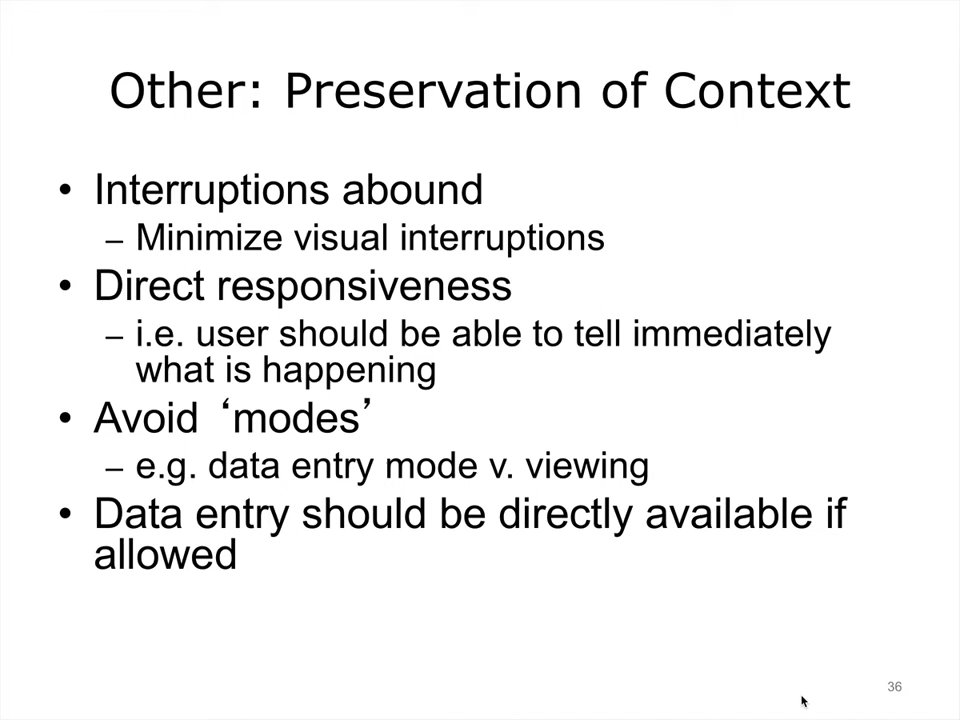 Other: Preservation of Context
• Interruptions abound
– Minimize visual interruptions
• Direct responsiveness
– i.e. user should be able to tell immediately
what is happening
• Avoid ‘modes’
– e.g. data entry mode v. viewing
• Data entry should be directly available if
allowed
36